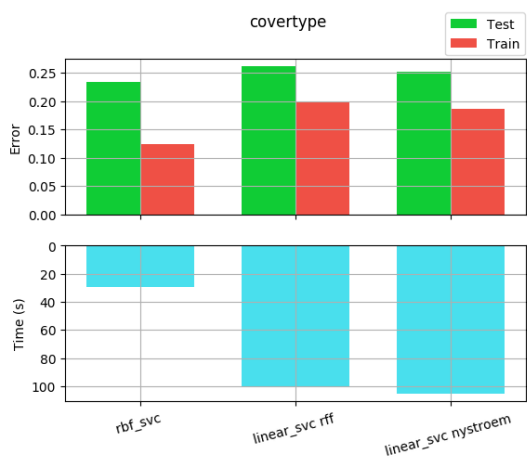 covertype
Test
Train
0.25
0.20
0.15
0.10
0.05
0.00
Error
0
20
40
60
80
100
Time (s)
rbf_svc
linear_svc rff
linear_svc nystroem